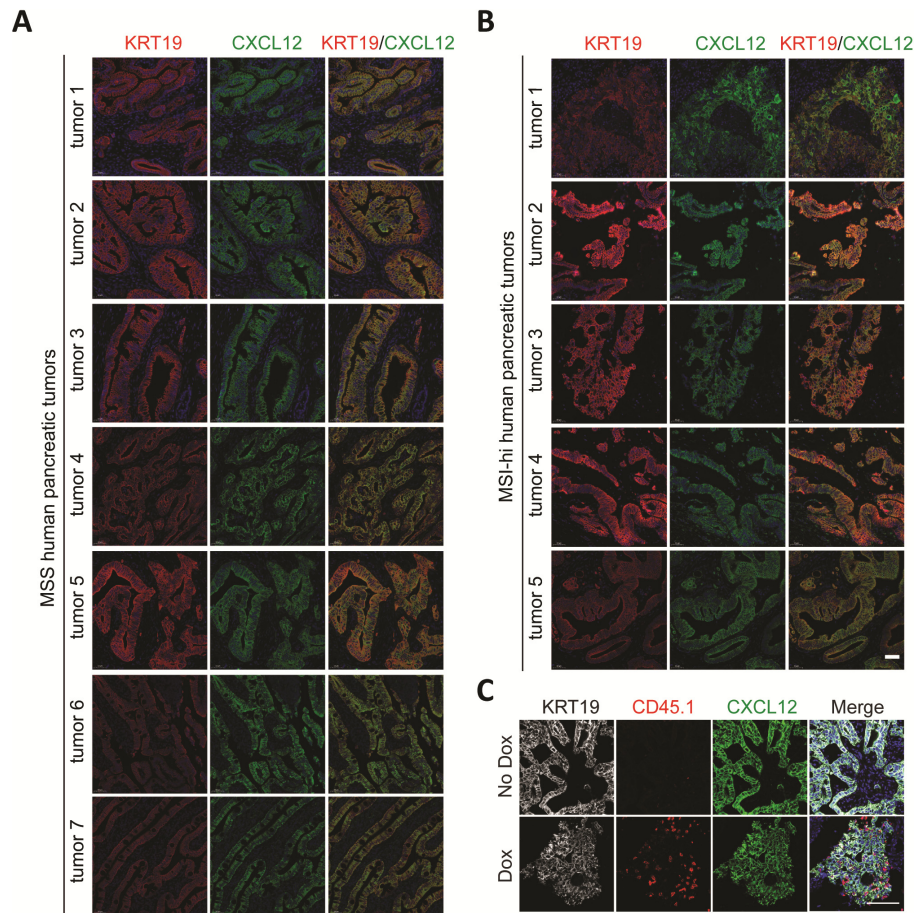 A
KRT19 CXCL12 KRT19/CXCL12
MSS human pancreatic tumors
tumor 1
tumor 2
tumor 3
tumor 4
tumor 5
tumor 6
tumor 7
B
KRT19 CXCL12 KRT19/CXCL12
MSI-hi human pancreatic tumors
tumor 1
tumor 2
tumor 3
tumor 4
tumor 5
C
KRT19 CD45.1 CXCL12 Merge
No Dox
Dox